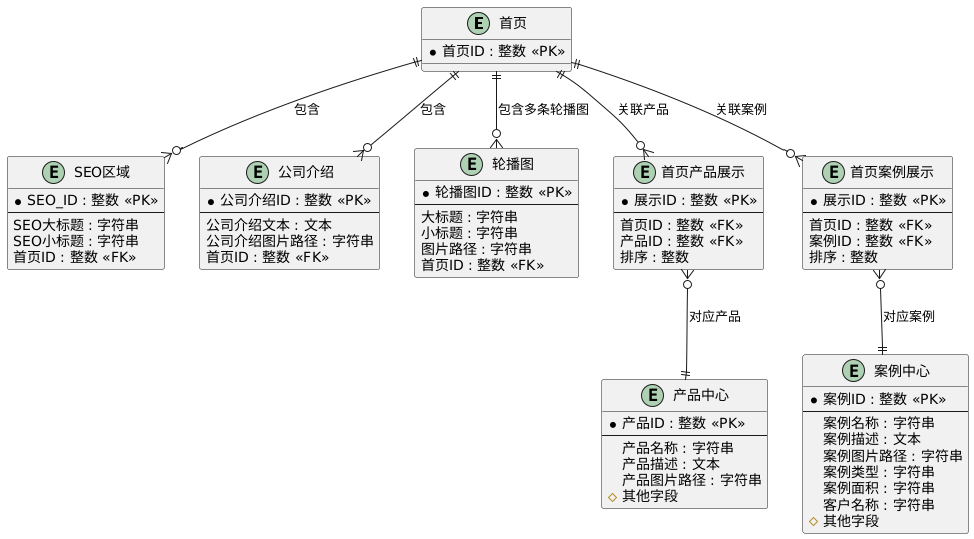 E 首页
首页ID : 整数 «PK»
包含
包含
包含多条轮播图
关联产品
关联案例
E SEO区域
SEO_ID : 整数 «PK»
SEO大标题 : 字符串
SEO小标题 : 字符串
首页ID : 整数 «FK»
E 公司介绍
公司介绍ID : 整数 «PK»
公司介绍文本 : 文本
公司介绍图片路径 : 字符串
首页ID : 整数 «FK»
E 轮播图
轮播图ID : 整数 «PK»
大标题 : 字符串
小标题 : 字符串
图片路径 : 字符串
首页ID : 整数 «FK»
E 首页产品展示
展示ID : 整数 «PK»
首页ID : 整数 «FK»
产品ID : 整数 «FK»
排序 : 整数
E 首页案例展示
展示ID : 整数 «PK»
首页ID : 整数 «FK»
案例ID : 整数 «FK»
排序 : 整数
对应产品
对应案例
E 产品中心
产品ID : 整数 «PK»
产品名称 : 字符串
产品描述 : 文本
产品图片路径 : 字符串
其他字段
E 案例中心
案例ID : 整数 «PK»
案例名称 : 字符串
案例描述 : 文本
案例图片路径 : 字符串
案例类型 : 字符串
案例面积 : 字符串
客户名称 : 字符串
其他字段